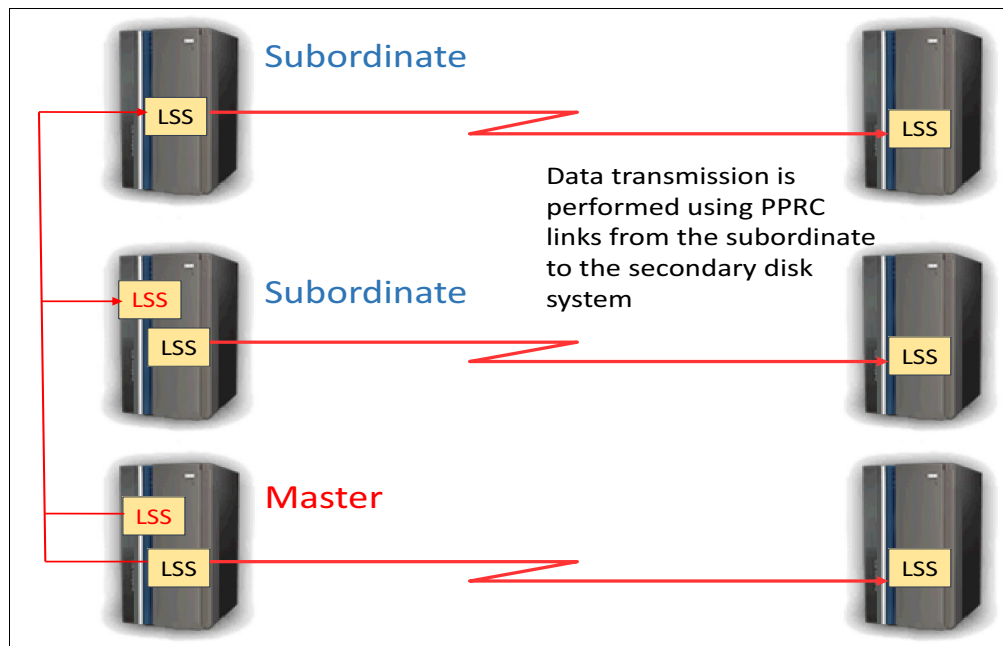 Subordinate
LSS
LSS
Data transmission is
performed using PPRC
links from the subordinate
to the secondary disk
system
Subordinate
LSS
LSS
LSS
Master
LSS
LSS
LSS